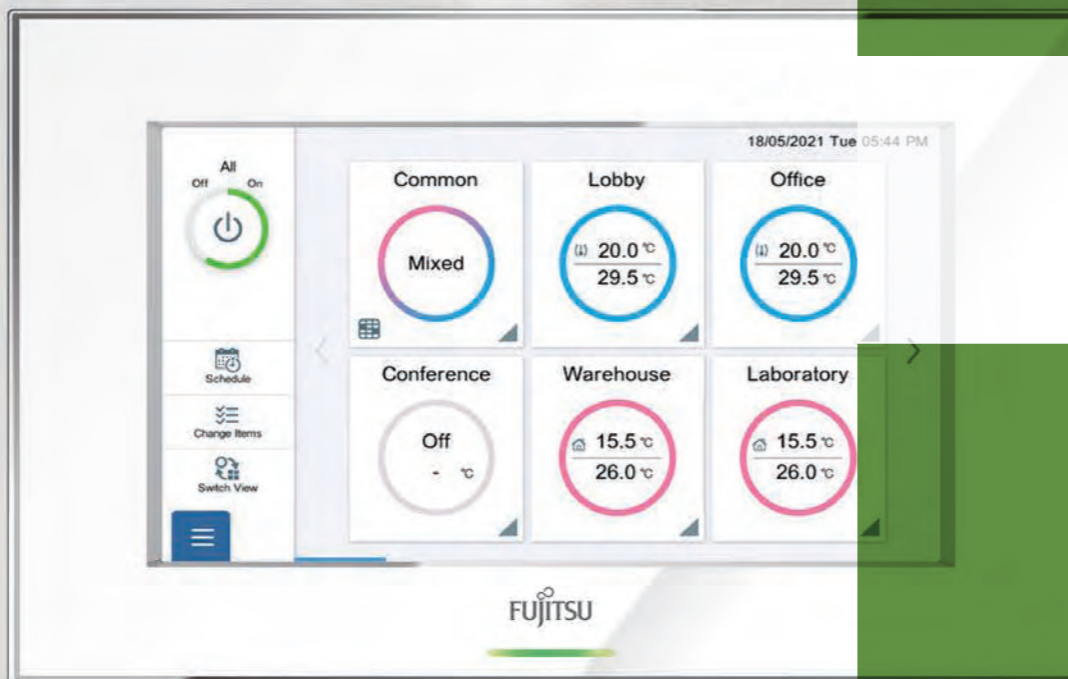 18/05/2021 Tue 05:44 PM
All
Off On
Schedule
Change Items
Switch View
Common
Mixed
Lobby
20.0 °C
29.5 °C
Office
20.0 °C
29.5 °C
Conference
Off
- °C
Warehouse
15.5 °C
26.0 °C
Laboratory
15.5 °C
26.0 °C
FUJITSU